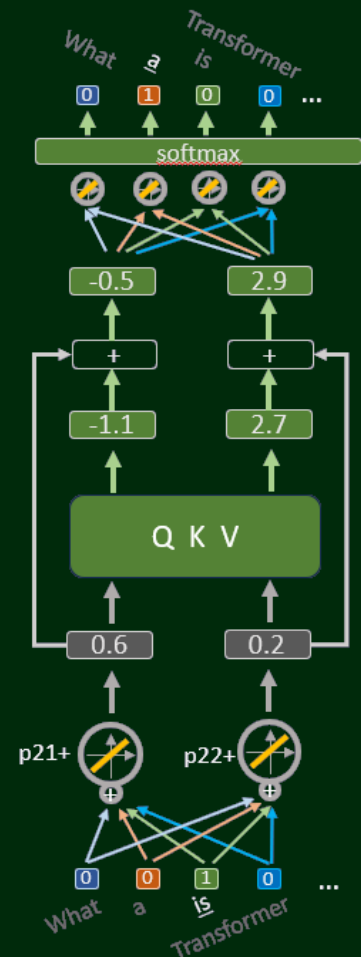 What a is Transformer
0 1 0 0 ...
softmax
-0.5 2.9
+ +
-1.1 2.7
Q K V
0.6 0.2
p21+ p22+
+ +
0 0 1 0 ...
What a is Transformer